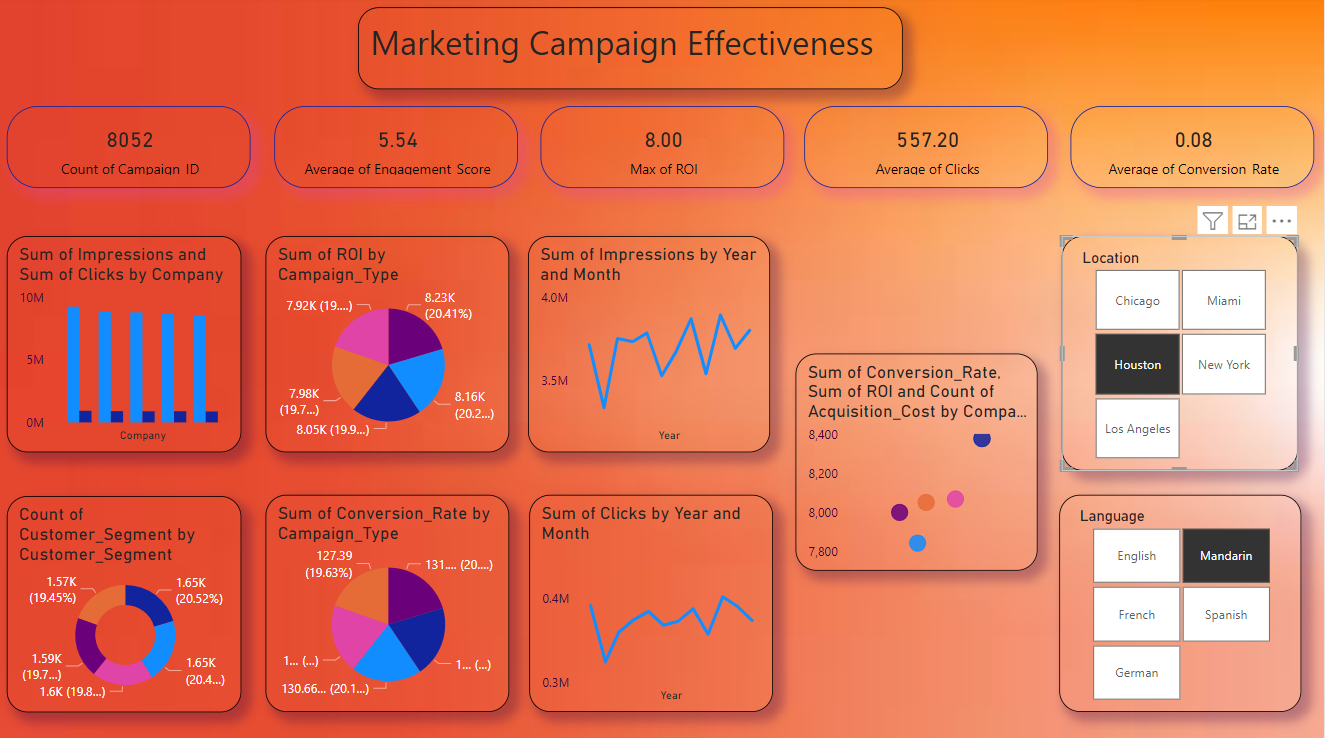 Marketing Campaign Effectiveness
8052
Count of Campaign ID
5.54
Average of Engagement Score
8.00
Max of ROI
557.20
Average of Clicks
0.08
Average of Conversion Rate
Sum of Impressions and
Sum of Clicks by Company
10M
5M
0M
Company
Sum of ROI by
Campaign_Type
7.92K (19....)
8.23K
(20.41%)
7.98K
(19.7...)
8.16K
(20.2...)
8.05K (19.9...)
Sum of Impressions by Year
and Month
4.0M
3.5M
Year
Sum of Conversion_Rate,
Sum of ROI and Count of
Acquisition_Cost by Compa...
8,400
8,200
8,000
7,800
Location
Chicago
Miami
Houston
New York
Los Angeles
Count of
Customer_Segment by
Customer_Segment
1.57K
(19.45%)
1.65K
(20.52%)
1.59K
(19.7...)
1.65K
(20.4...)
1.6K (19.8...)
Sum of Conversion_Rate by
Campaign_Type
127.39
(19.63%)
131.... (20....)
1... (...)
1... (...)
130.66... (20.1...)
Sum of Clicks by Year and
Month
0.4M
0.3M
Year
Language
English
Mandarin
French
Spanish
German